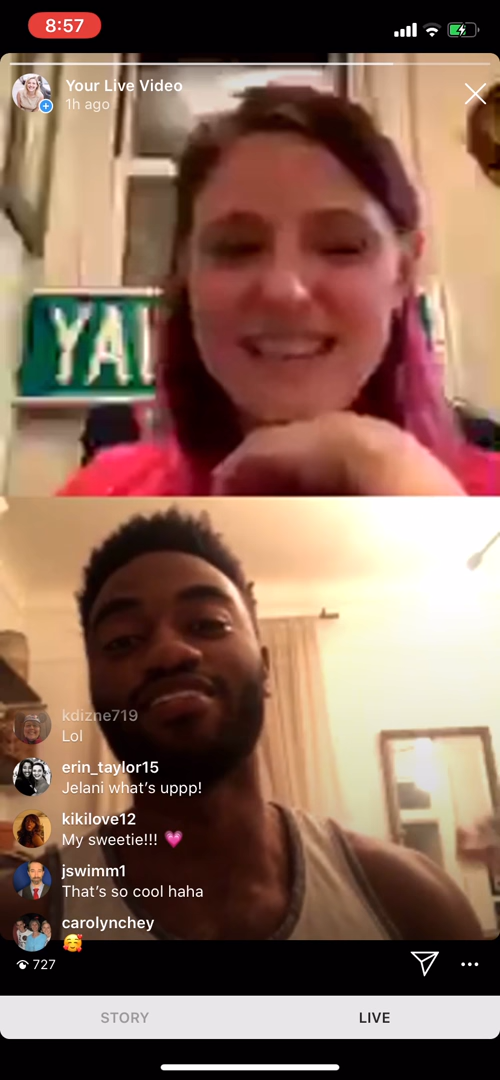 8:57
Your Live Video
1h ago
YAL
kdizne719
Lol
erin_taylor15
Jelani what’s uppp!
kikilove12
My sweetie!!! 💗
jswimm1
That’s so cool haha
carolynchey
🥰
727
STORY
LIVE